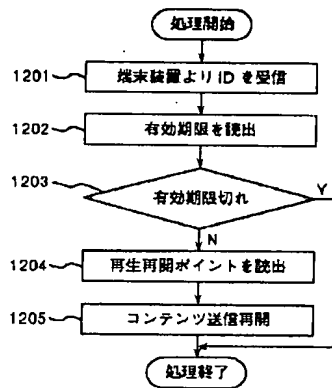 処理開始
1201 端末装置より ID を受信
1202 有効期限を読出
1203 有効期限切れ Y
N
1204 再生再開ポイントを読出
1205 コンテンツ送信再開
処理終了